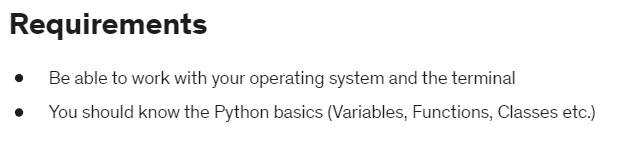 Requirements
● Be able to work with your operating system and the terminal
● You should know the Python basics (Variables, Functions, Classes etc.)